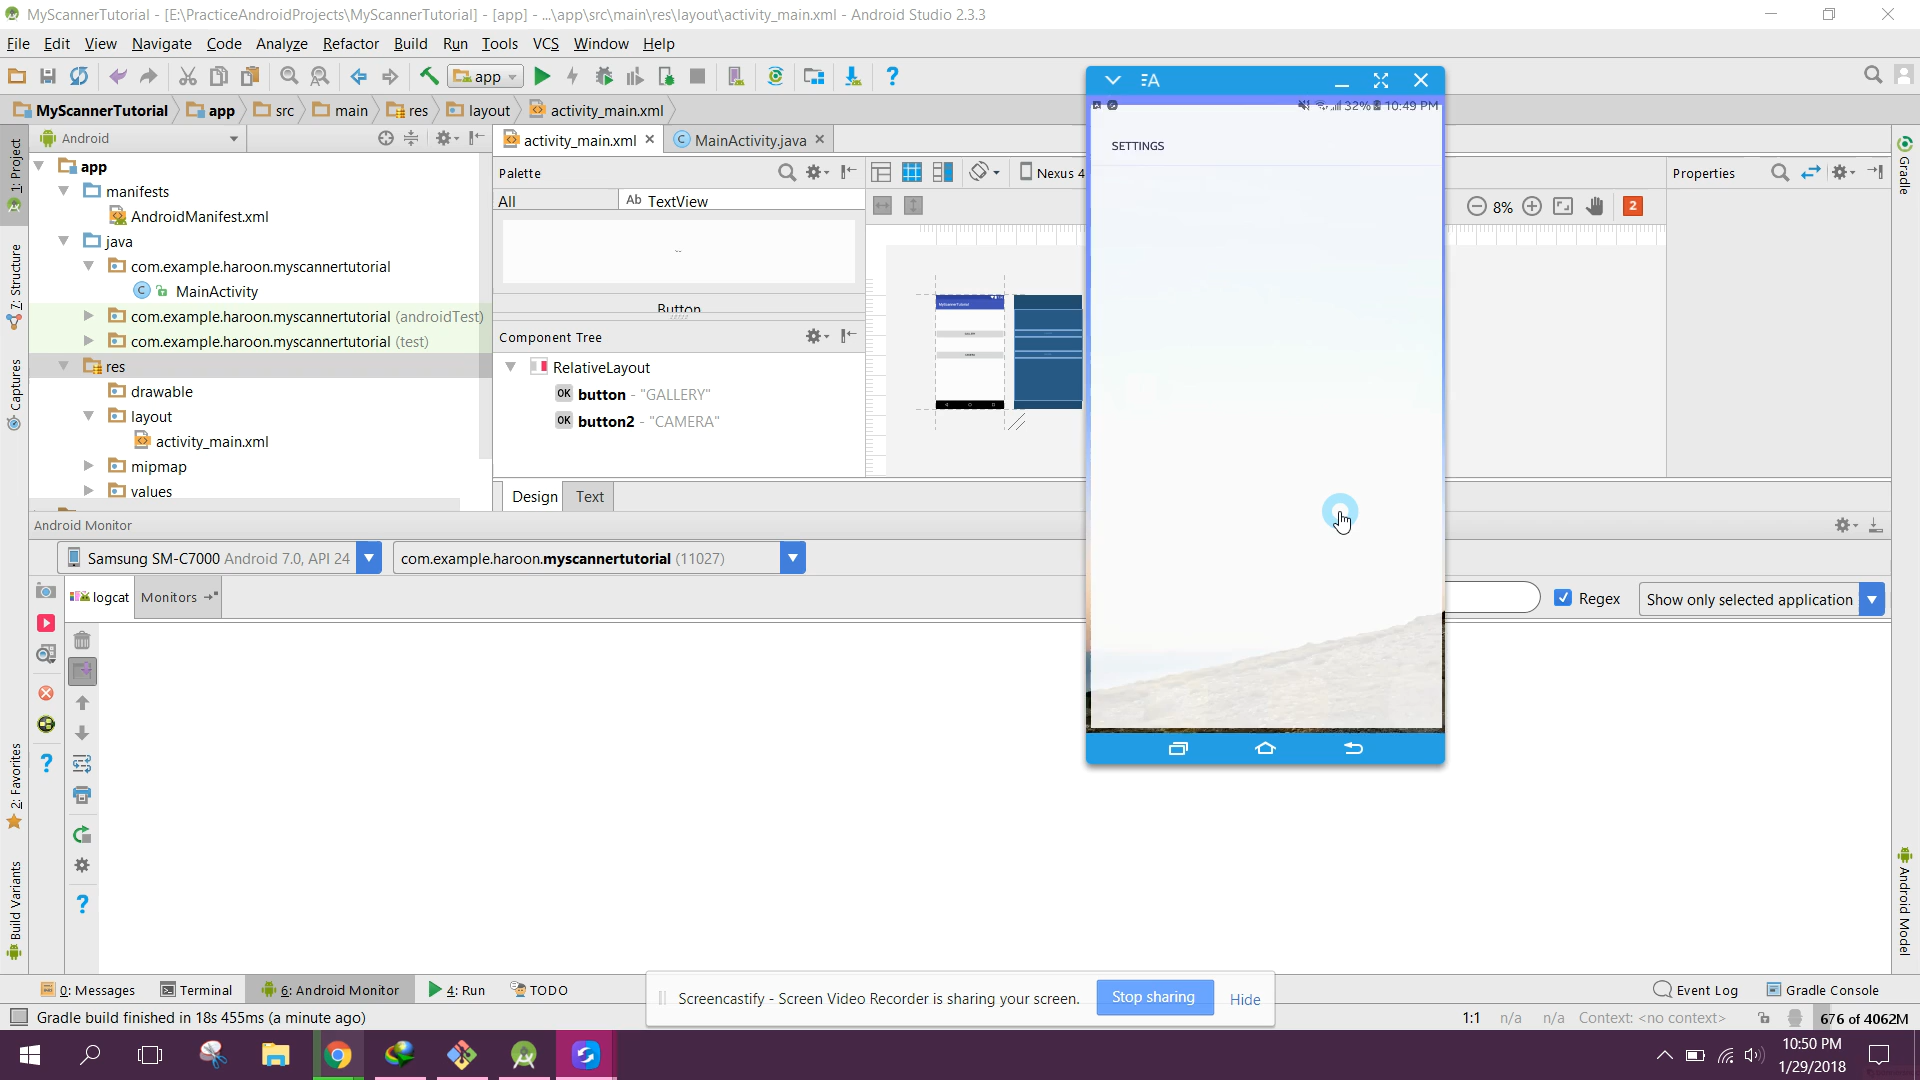 MyScannerTutorial - [E:\PracticeAndroidProjects\MyScannerTutorial] - [app] - ...\app\src\main\res\layout\activity_main.xml - Android Studio 2.3.3
File Edit View Navigate Code Analyze Refactor Build Run Tools VCS Window Help
app
MyScannerTutorial app src main res layout activity_main.xml
32% 10:49 PM
SETTINGS
1: Project
7: Structure
Captures
2: Favorites
Build Variants
Android
app
manifests
AndroidManifest.xml
java
com.example.haroon.myscannertutorial
MainActivity
com.example.haroon.myscannertutorial (androidTest)
com.example.haroon.myscannertutorial (test)
res
drawable
layout
activity_main.xml
mipmap
values
activity_main.xml MainActivity.java
Palette
All
Ab TextView
Button
Component Tree
RelativeLayout
OK button - "GALLERY"
OK button2 - "CAMERA"
Design Text
Nexus 4
8%
2
Properties
Gradle
Android Model
Android Monitor
Samsung SM-C7000 Android 7.0, API 24
com.example.haroon.myscannertutorial (11027)
logcat Monitors
Regex
Show only selected application
0: Messages Terminal 6: Android Monitor 4: Run TODO
Screencastify - Screen Video Recorder is sharing your screen. Stop sharing Hide
Event Log Gradle Console
Gradle build finished in 18s 455ms (a minute ago)
1:1 n/a n/a Context: <no context> 676 of 4062M
10:50 PM
1/29/2018